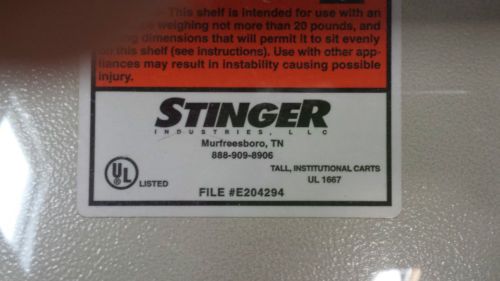 - This shelf is intended for use with an
weighing not more than 20 pounds, and
dimensions that will permit it to sit evenly
on this shelf (see instructions). Use with other app-
liances may result in instability causing possible
injury.
STINGER
INDUSTRIES, LLC
Murfreesboro, TN
888-909-8906
TALL, INSTITUTIONAL CARTS
UL 1667
UL
LISTED
FILE #E204294